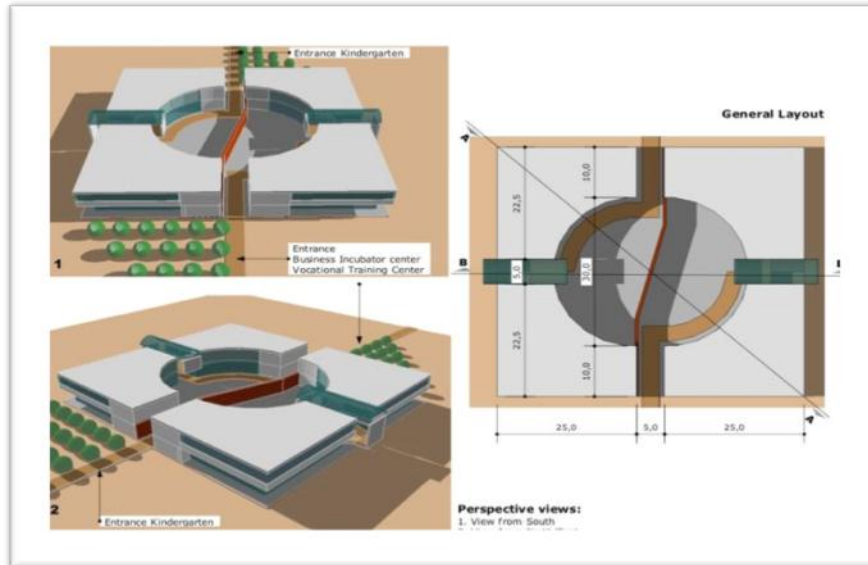 Entrance Kindergarten
Entrance
Business Incubator center
Vocational Training Center
1
General Layout
A
10,0
22,5
B
5,0
30,0
22,5
10,0
A
25,0
5,0
25,0
2
Entrance Kindergarten
Perspective views:
1. View from South